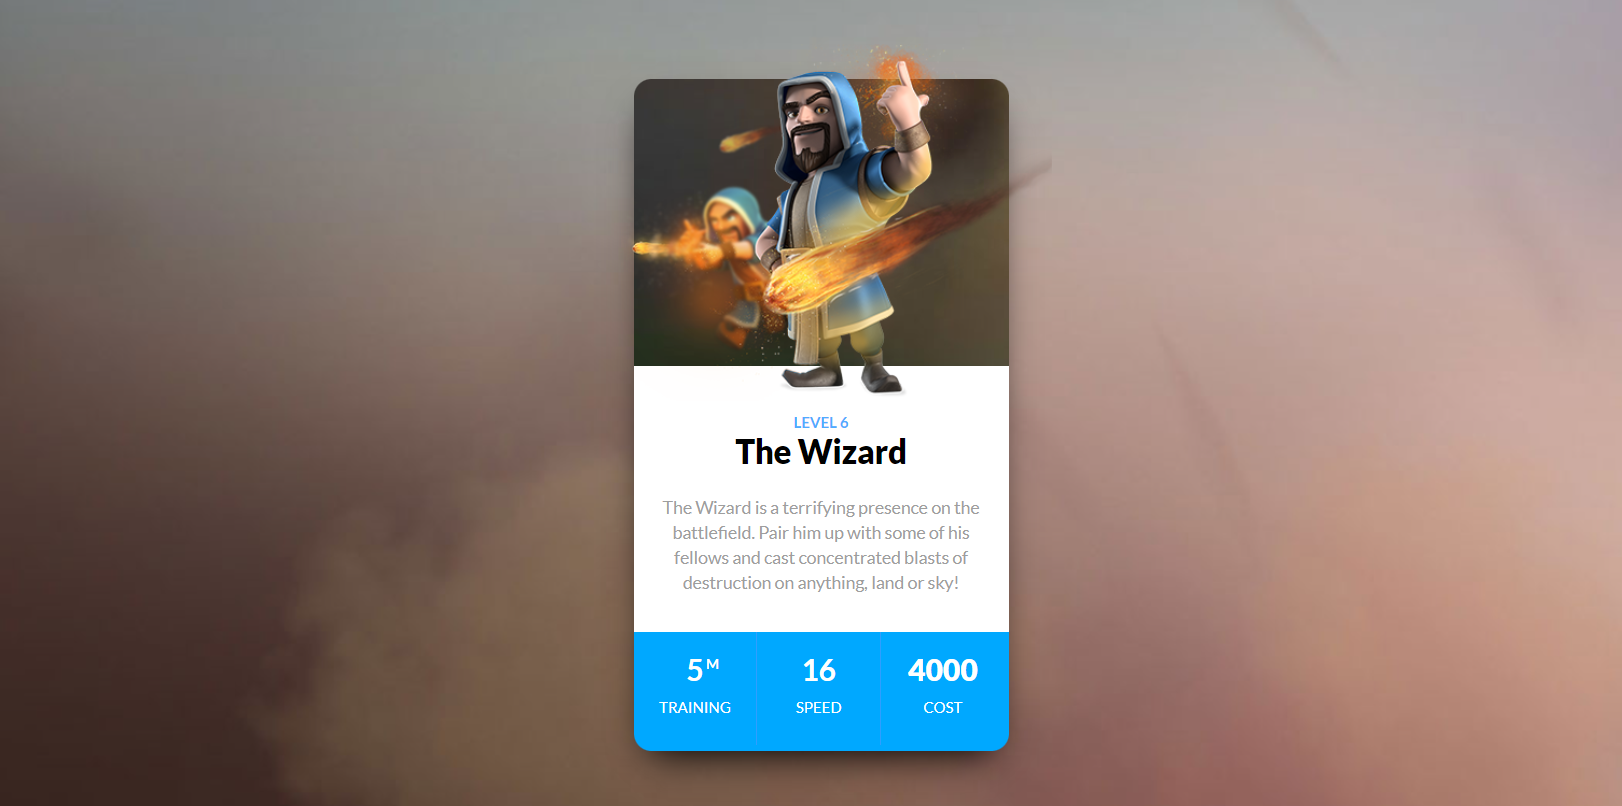 LEVEL 6
The Wizard
The Wizard is a terrifying presence on the
battlefield. Pair him up with some of his
fellows and cast concentrated blasts of
destruction on anything, land or sky!
5M 16 4000
TRAINING SPEED COST